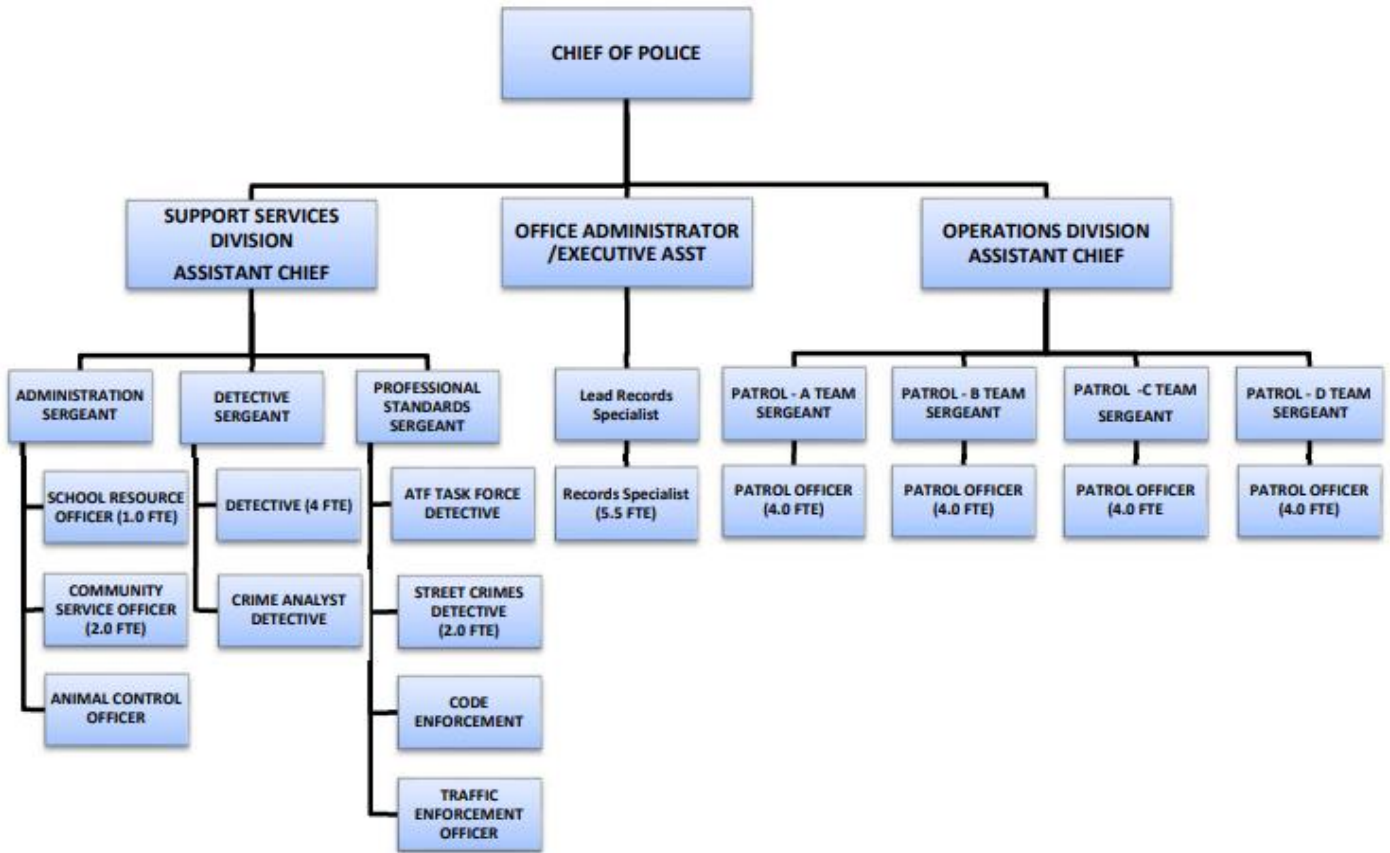 CHIEF OF POLICE
SUPPORT SERVICES
DIVISION
ASSISTANT CHIEF
OFFICE ADMINISTRATOR
/EXECUTIVE ASST
OPERATIONS DIVISION
ASSISTANT CHIEF
ADMINISTRATION
SERGEANT
DETECTIVE
SERGEANT
PROFESSIONAL
STANDARDS
SERGEANT
Lead Records
Specialist
PATROL - A TEAM
SERGEANT
PATROL - B TEAM
SERGEANT
PATROL -C TEAM
SERGEANT
PATROL - D TEAM
SERGEANT
SCHOOL RESOURCE
OFFICER (1.0 FTE)
DETECTIVE (4 FTE)
ATF TASK FORCE
DETECTIVE
Records Specialist
(5.5 FTE)
PATROL OFFICER
(4.0 FTE)
PATROL OFFICER
(4.0 FTE)
PATROL OFFICER
(4.0 FTE
PATROL OFFICER
(4.0 FTE)
COMMUNITY
SERVICE OFFICER
(2.0 FTE)
CRIME ANALYST
DETECTIVE
STREET CRIMES
DETECTIVE
(2.0 FTE)
ANIMAL CONTROL
OFFICER
CODE
ENFORCEMENT
TRAFFIC
ENFORCEMENT
OFFICER